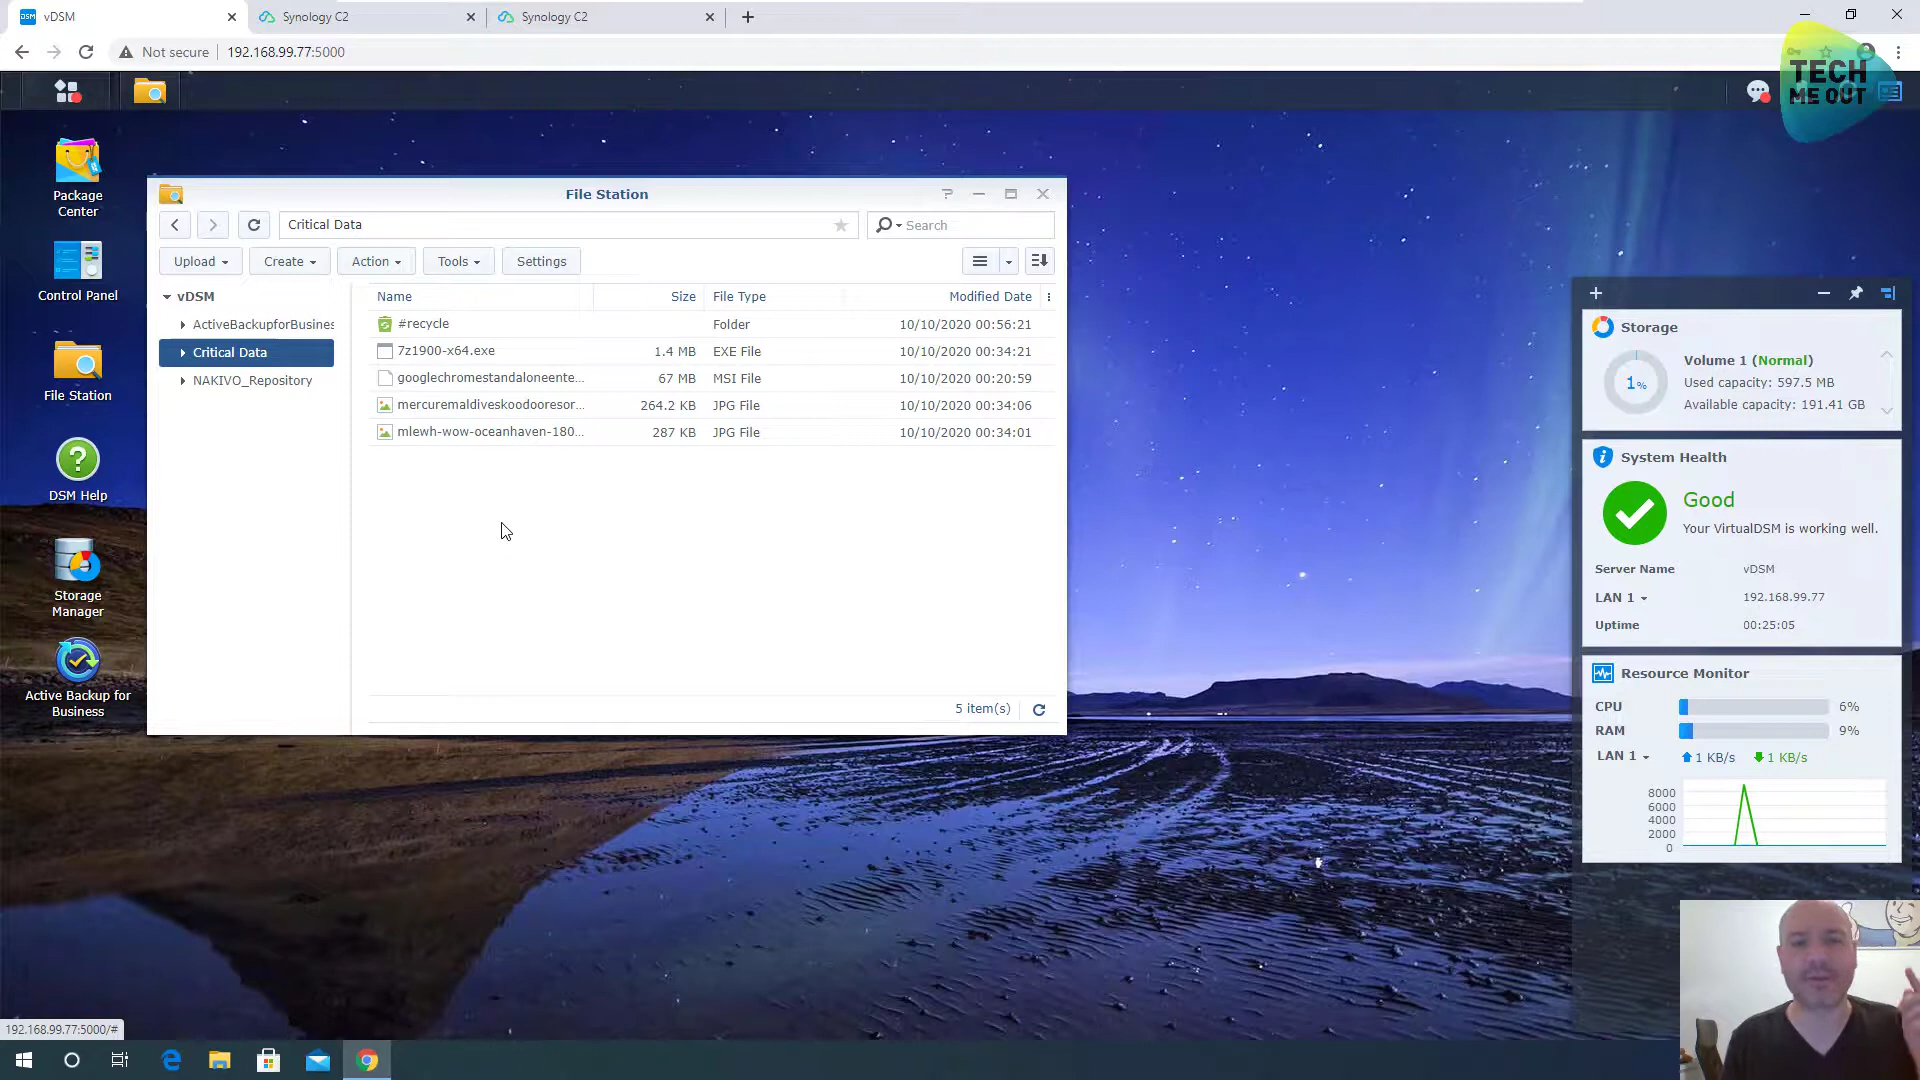 vDSM
Synology C2
Synology C2
Not secure
192.168.99.77:5000
TECH
ME OUT
Package
Center
Control Panel
File Station
DSM Help
Storage
Manager
Active Backup for
Business
File Station
Critical Data
Search
Upload
Create
Action
Tools
Settings
vDSM
ActiveBackupforBusines
Critical Data
NAKIVO_Repository
Name Size File Type Modified Date
#recycle Folder 10/10/2020 00:56:21
7z1900-x64.exe 1.4 MB EXE File 10/10/2020 00:34:21
googlechromestandaloneente... 67 MB MSI File 10/10/2020 00:20:59
mercuremaldiveskoodooresor... 264.2 KB JPG File 10/10/2020 00:34:06
mlewh-wow-oceanhaven-180... 287 KB JPG File 10/10/2020 00:34:01
5 item(s)
Storage
1%
Volume 1 (Normal)
Used capacity: 597.5 MB
Available capacity: 191.41 GB
System Health
Good
Your VirtualDSM is working well.
Server Name vDSM
LAN 1 192.168.99.77
Uptime 00:25:05
Resource Monitor
CPU 6%
RAM 9%
LAN 1 1 KB/s 1 KB/s
8000
6000
4000
2000
0
192.168.99.77:5000/#